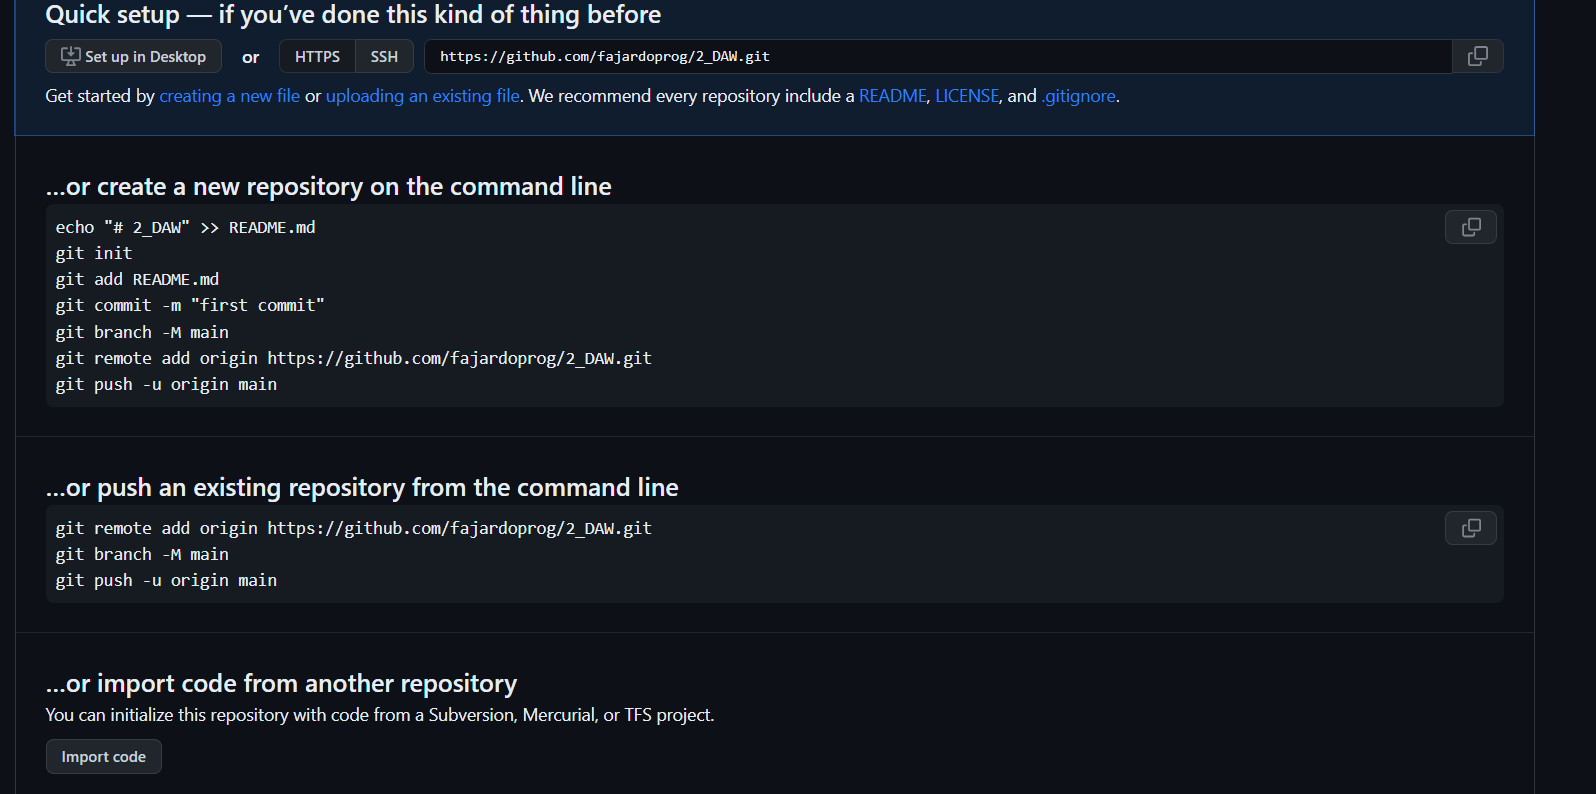 Quick setup — if you’ve done this kind of thing before
Set up in Desktop or HTTPS SSH https://github.com/fajardoprog/2_DAW.git
Get started by creating a new file or uploading an existing file. We recommend every repository include a README, LICENSE, and .gitignore.
...or create a new repository on the command line
echo "# 2_DAW" >> README.md
git init
git add README.md
git commit -m "first commit"
git branch -M main
git remote add origin https://github.com/fajardoprog/2_DAW.git
git push -u origin main
...or push an existing repository from the command line
git remote add origin https://github.com/fajardoprog/2_DAW.git
git branch -M main
git push -u origin main
...or import code from another repository
You can initialize this repository with code from a Subversion, Mercurial, or TFS project.
Import code